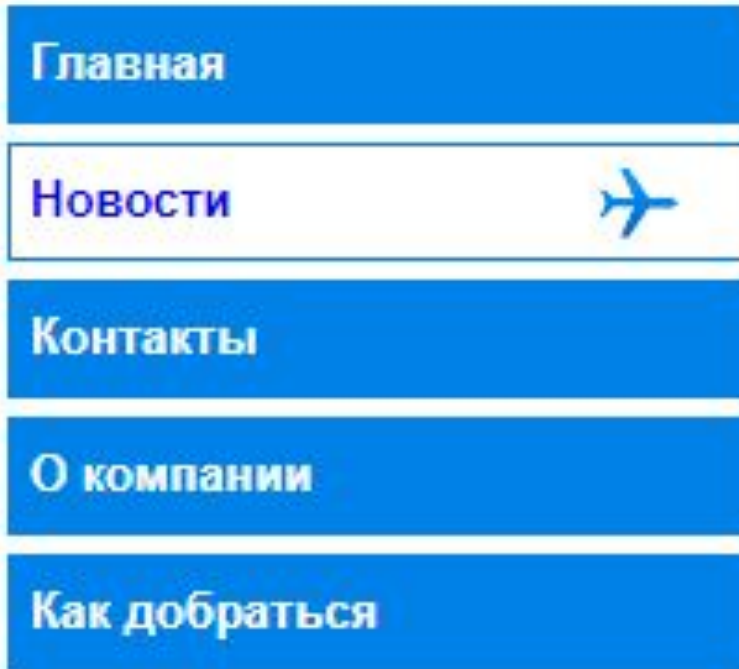 Главная
Новости
Контакты
О компании
Как добраться